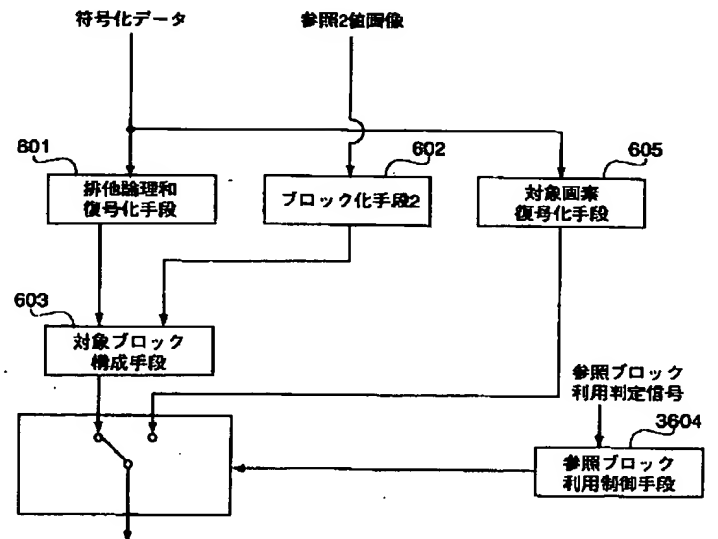 符号化データ
参照2値画像
601
排他論理和
復号化手段
602
ブロック化手段2
605
対象画素
復号化手段
603
対象ブロック
構成手段
参照ブロック
利用判定信号
3604
参照ブロック
利用制御手段